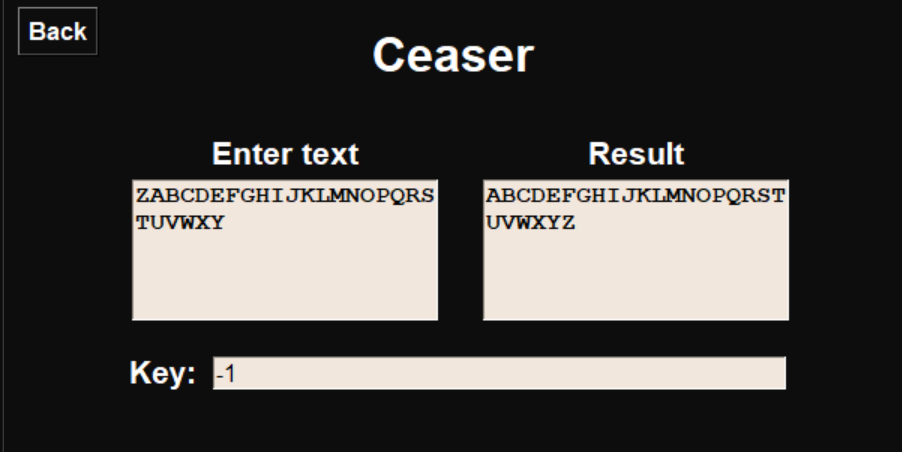 Back
Ceaser
Enter text
Result
ZABCDEFGHIJKLMNOPQRS
TUVWXY
ABCDEFGHIJKLMNOPQRST
UVWXYZ
Key:
-1